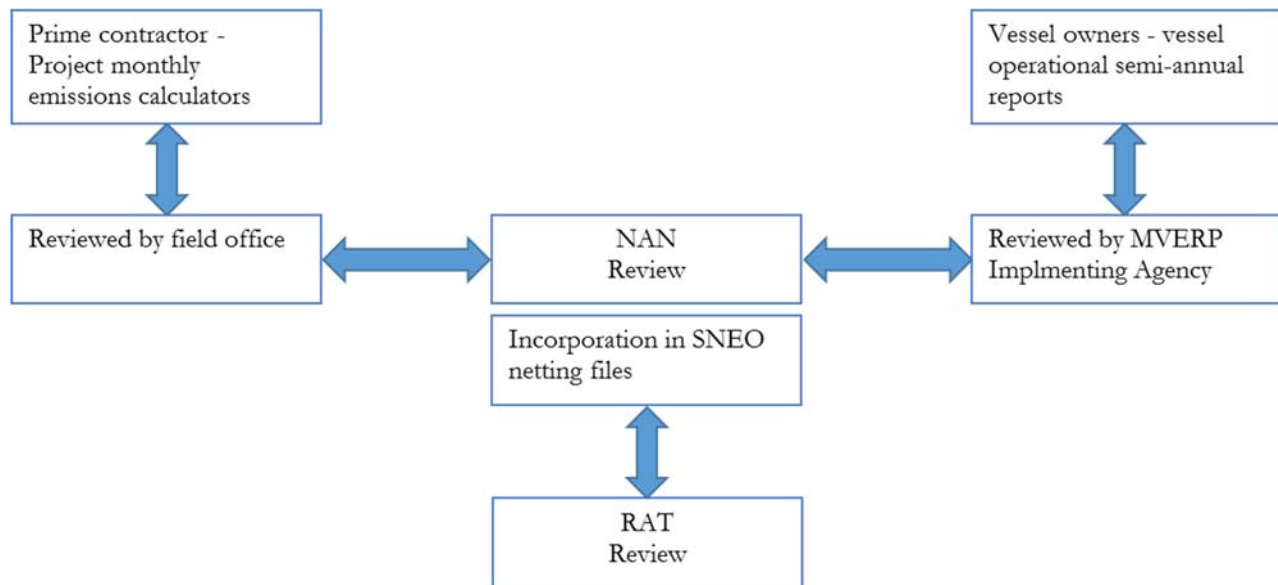 Prime contractor -
Project monthly
emissions calculators
Vessel owners - vessel
operational semi-annual
reports
Reviewed by field office
NAN
Review
Reviewed by MVERP
Implmenting Agency
Incorporation in SNEO
netting files
RAT
Review